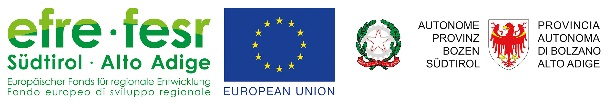 efre·fesr
Südtirol · Alto Adige
Europäischer Fonds für regionale Entwicklung
Fondo europeo di sviluppo regionale
EUROPEAN UNION
AUTONOME
PROVINZ
BOZEN
SÜDTIROL
PROVINCIA
AUTONOMA
DI BOLZANO
ALTO ADIGE